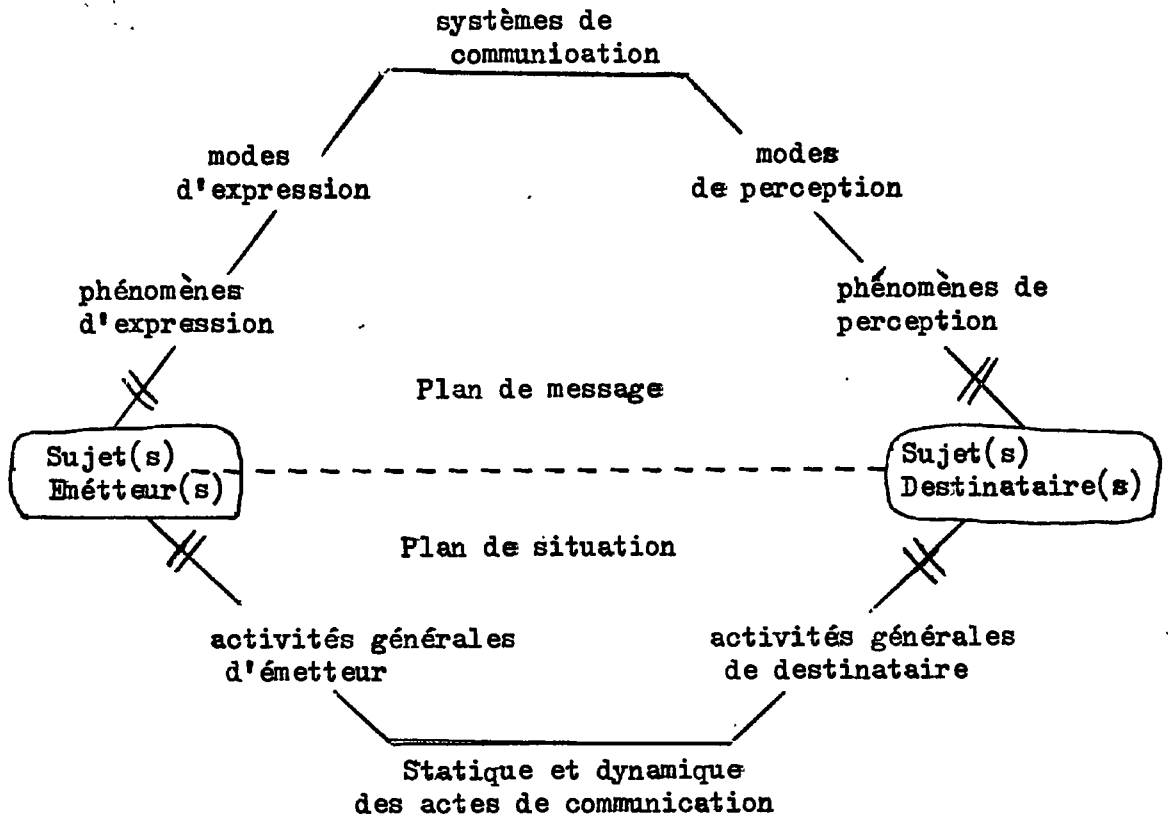 systèmes de
communication
modes
d'expression
modes
de perception
phénomènes
d'expression
phénomènes de
perception
Plan de message
Sujet(s)
Emétteur(s)
Sujet(s)
Destinataire(s)
Plan de situation
activités générales
d'émetteur
activités générales
de destinataire
Statique et dynamique
des actes de communication